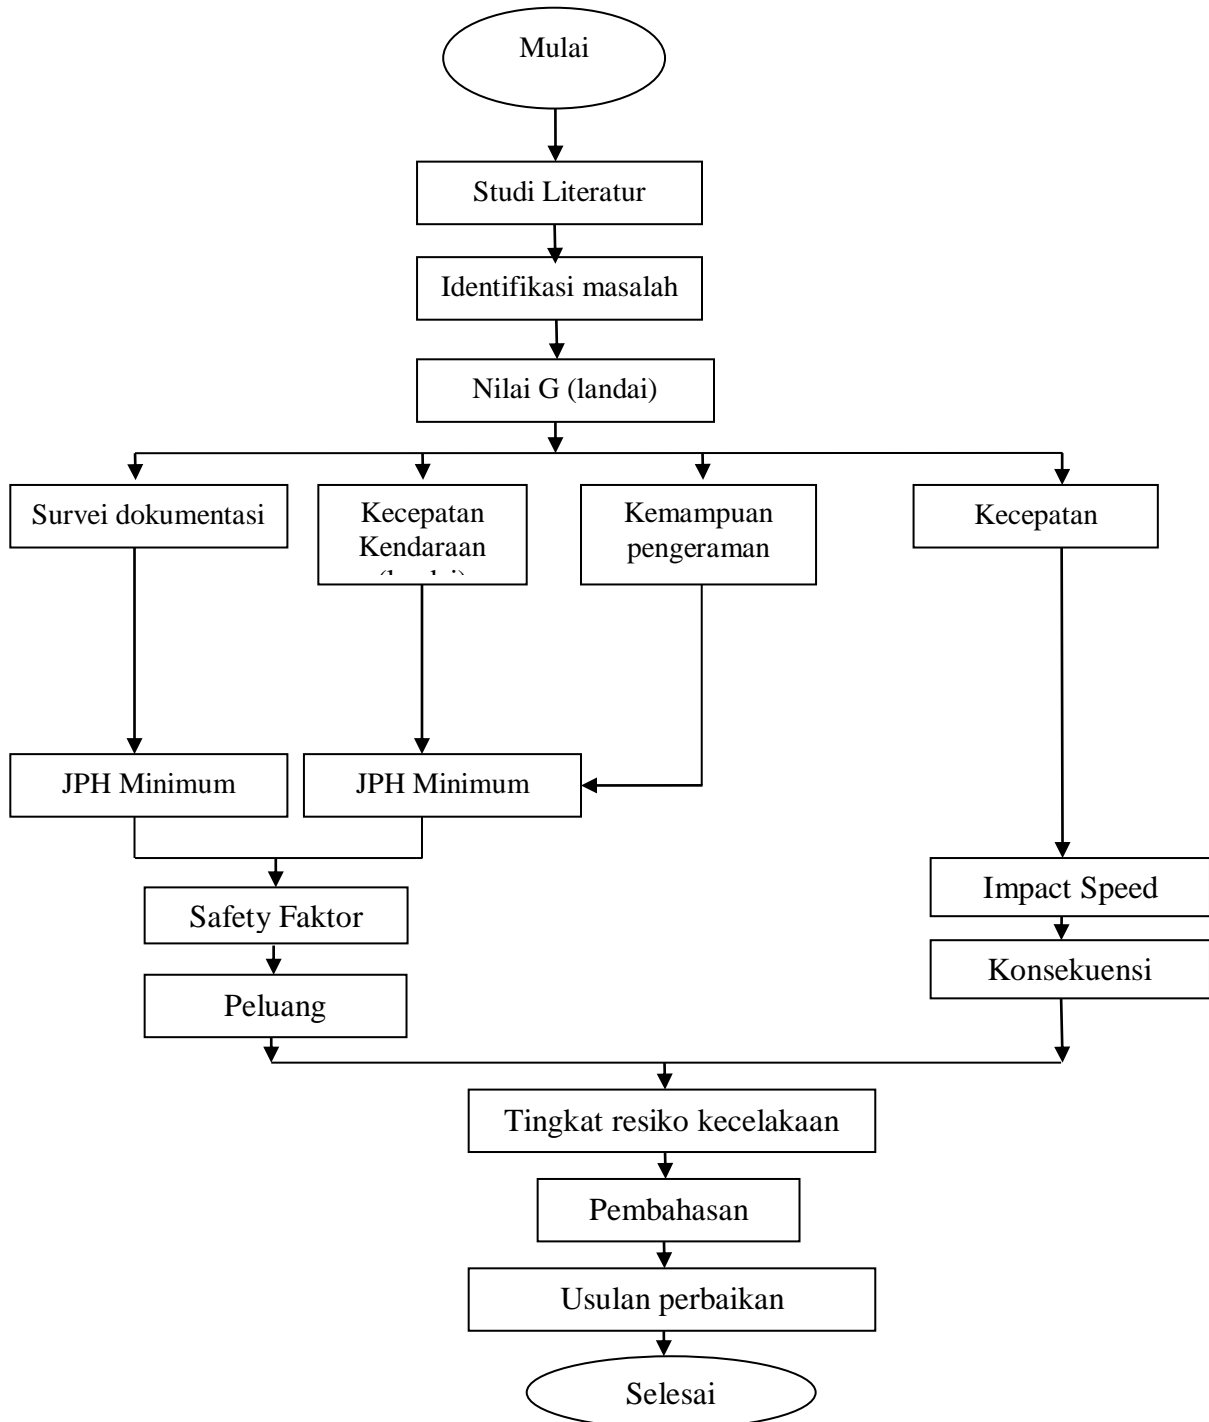 Mulai
Studi Literatur
Identifikasi masalah
Nilai G (landai)
Survei dokumentasi
Kecepatan
Kendaraan
Kemampuan
pengeraman
Kecepatan
JPH Minimum
JPH Minimum
Impact Speed
Safety Faktor
Konsekuensi
Peluang
Tingkat resiko kecelakaan
Pembahasan
Usulan perbaikan
Selesai